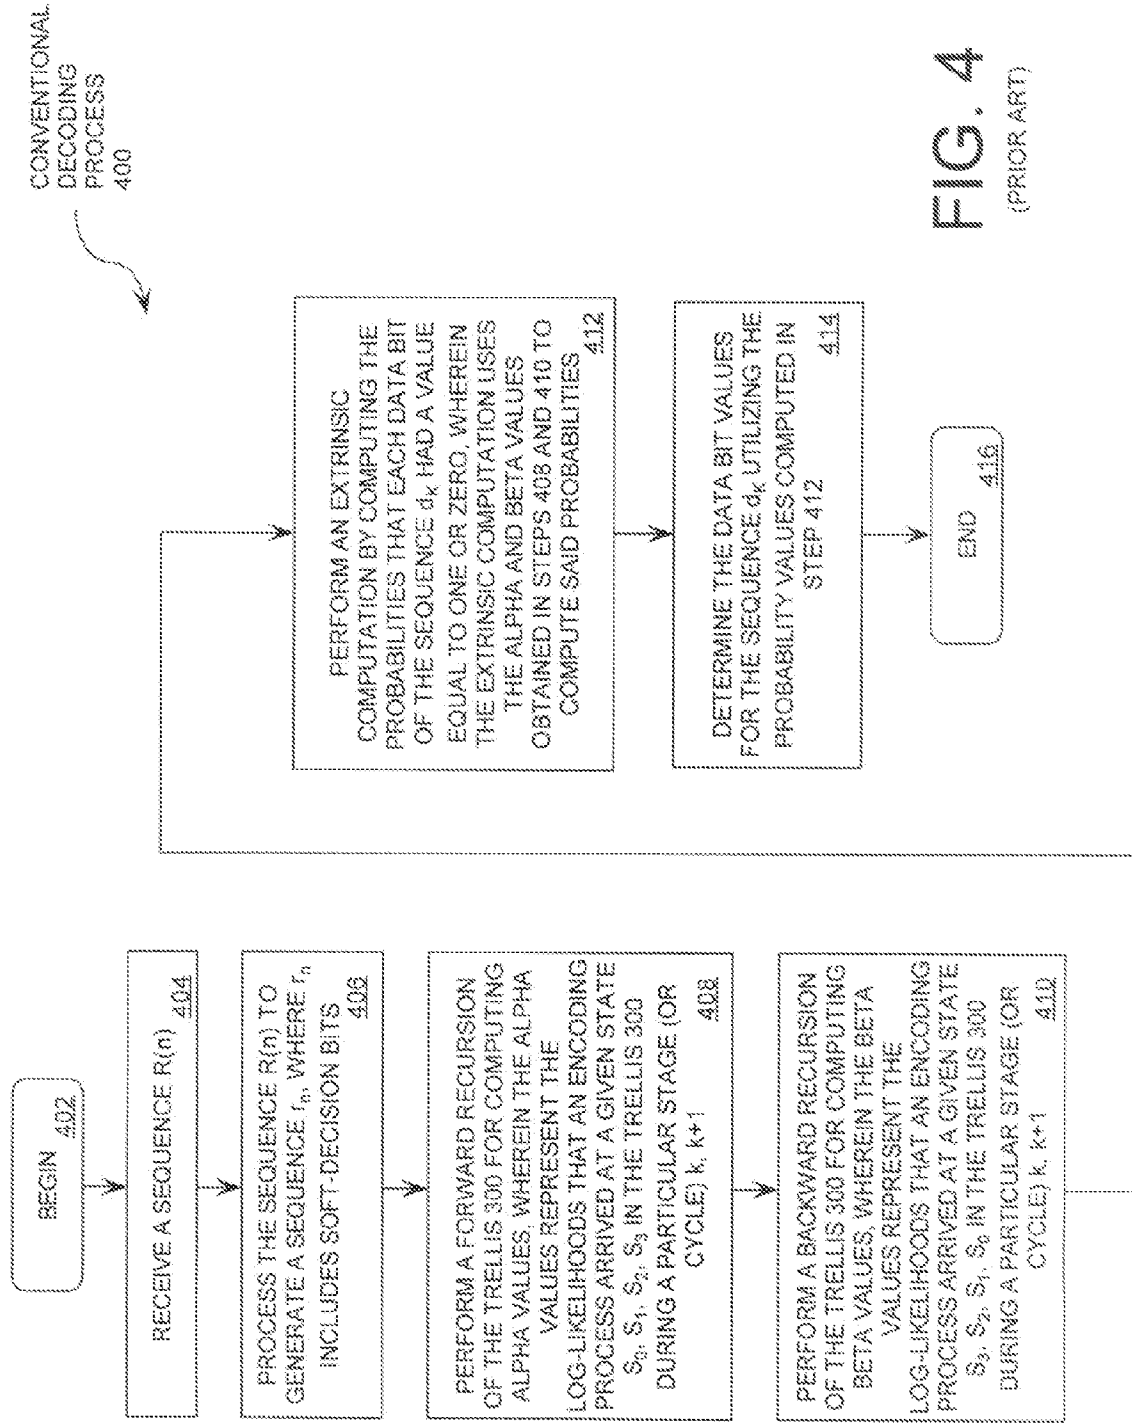 CONVENTIONAL
DECODING
PROCESS
400
BEGIN 402
RECEIVE A SEQUENCE R(n)
404
PROCESS THE SEQUENCE R(n) TO
GENERATE A SEQUENCE rₙ, WHERE rₙ
INCLUDES SOFT-DECISION BITS
406
PERFORM A FORWARD RECURSION
OF THE TRELLIS 300 FOR COMPUTING
ALPHA VALUES, WHEREIN THE ALPHA
VALUES REPRESENT THE
LOG-LIKELIHOODS THAT AN ENCODING
PROCESS ARRIVED AT A GIVEN STATE
S₀, S₁, S₂, S₃ IN THE TRELLIS 300
DURING A PARTICULAR STAGE (OR
CYCLE) k, k+1
408
PERFORM A BACKWARD RECURSION
OF THE TRELLIS 300 FOR COMPUTING
BETA VALUES, WHEREIN THE BETA
VALUES REPRESENT THE
LOG-LIKELIHOODS THAT AN ENCODING
PROCESS ARRIVED AT A GIVEN STATE
S₃, S₂, S₁, S₀ IN THE TRELLIS 300
DURING A PARTICULAR STAGE (OR
CYCLE) k, k+1
410
PERFORM AN EXTRINSIC
COMPUTATION BY COMPUTING THE
PROBABILITIES THAT EACH DATA BIT
OF THE SEQUENCE dₖ HAD A VALUE
EQUAL TO ONE OR ZERO, WHEREIN
THE EXTRINSIC COMPUTATION USES
THE ALPHA AND BETA VALUES
OBTAINED IN STEPS 408 AND 410 TO
COMPUTE SAID PROBABILITIES
412
DETERMINE THE DATA BIT VALUES
FOR THE SEQUENCE dₖ UTILIZING THE
PROBABILITY VALUES COMPUTED IN
STEP 412
414
END 416
FIG. 4
(PRIOR ART)